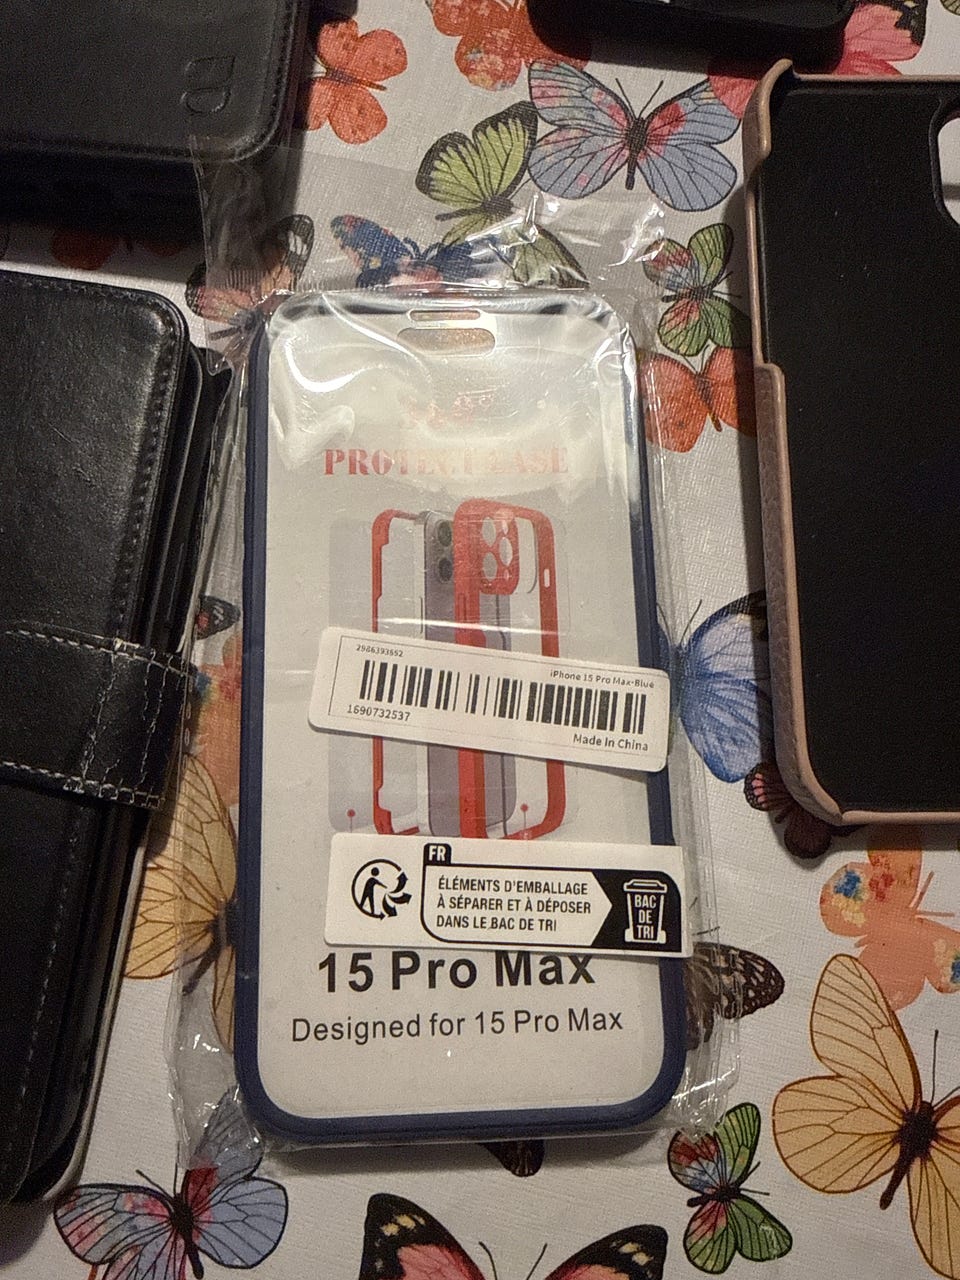 PROTECT CASE
2986393652
iPhone 15 Pro Max-Blue
1690732537
Made In China
FR
ÉLÉMENTS D'EMBALLAGE
À SÉPARER ET À DÉPOSER
DANS LE BAC DE TRI
BAC
DE
TRI
15 Pro Max
Designed for 15 Pro Max